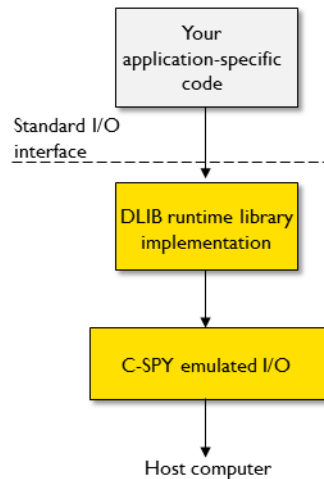 Your
application-specific
code
Standard I/O
interface
DLIB runtime library
implementation
C-SPY emulated I/O
Host computer